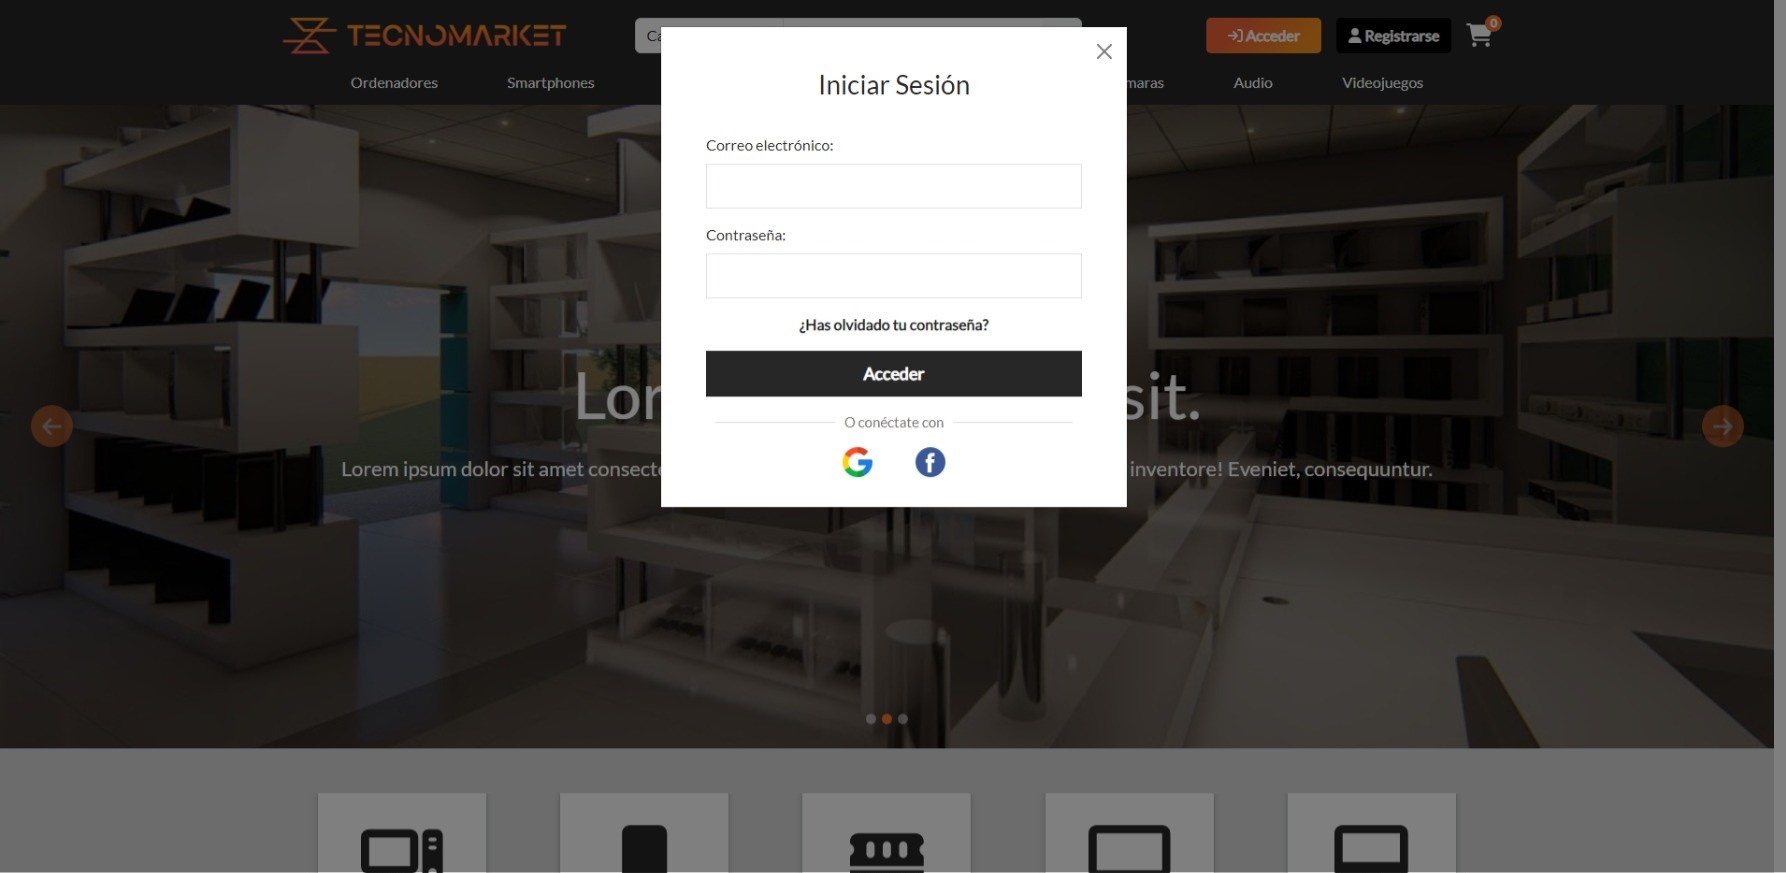 TECNOMARKET
Ca
Acceder
Registrarse
0
Ordenadores
Smartphones
maras
Audio
Videojuegos
Iniciar Sesión
Correo electrónico:
Contraseña:
¿Has olvidado tu contraseña?
Acceder
O conéctate con
Lor
sit.
Lorem ipsum dolor sit amet consecte
inventore! Eveniet, consequuntur.